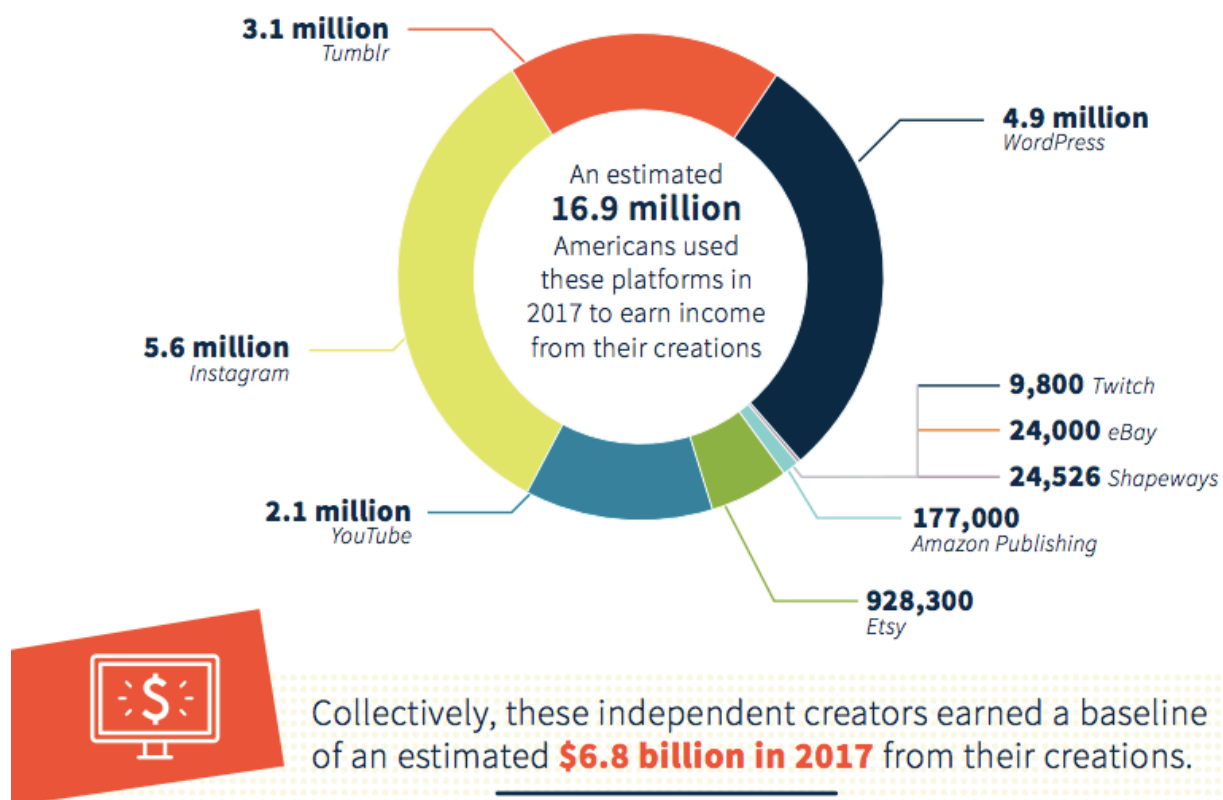 3.1 million
Tumblr
4.9 million
WordPress
An estimated
16.9 million
Americans used
these platforms in
2017 to earn income
from their creations
5.6 million
Instagram
9,800 Twitch
24,000 eBay
24,526 Shapeways
2.1 million
YouTube
177,000
Amazon Publishing
928,300
Etsy
$
Collectively, these independent creators earned a baseline
of an estimated $6.8 billion in 2017 from their creations.